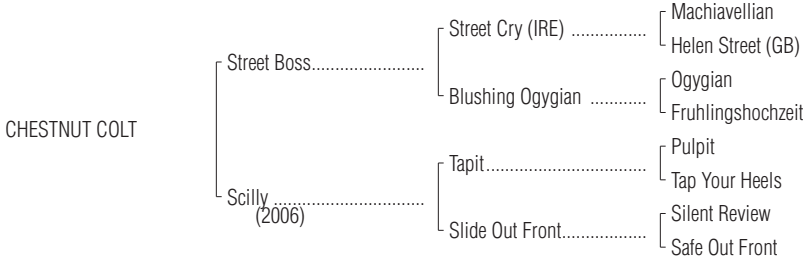 Machiavellian
Street Cry (IRE) ................
Helen Street (GB)
Street Boss........................
Ogygian
Blushing Ogygian ............
Fruhlingshochzeit
CHESTNUT COLT
Pulpit
Tapit..................................
Tap Your Heels
Scilly ................................
(2006)
Silent Review
Slide Out Front..................
Safe Out Front